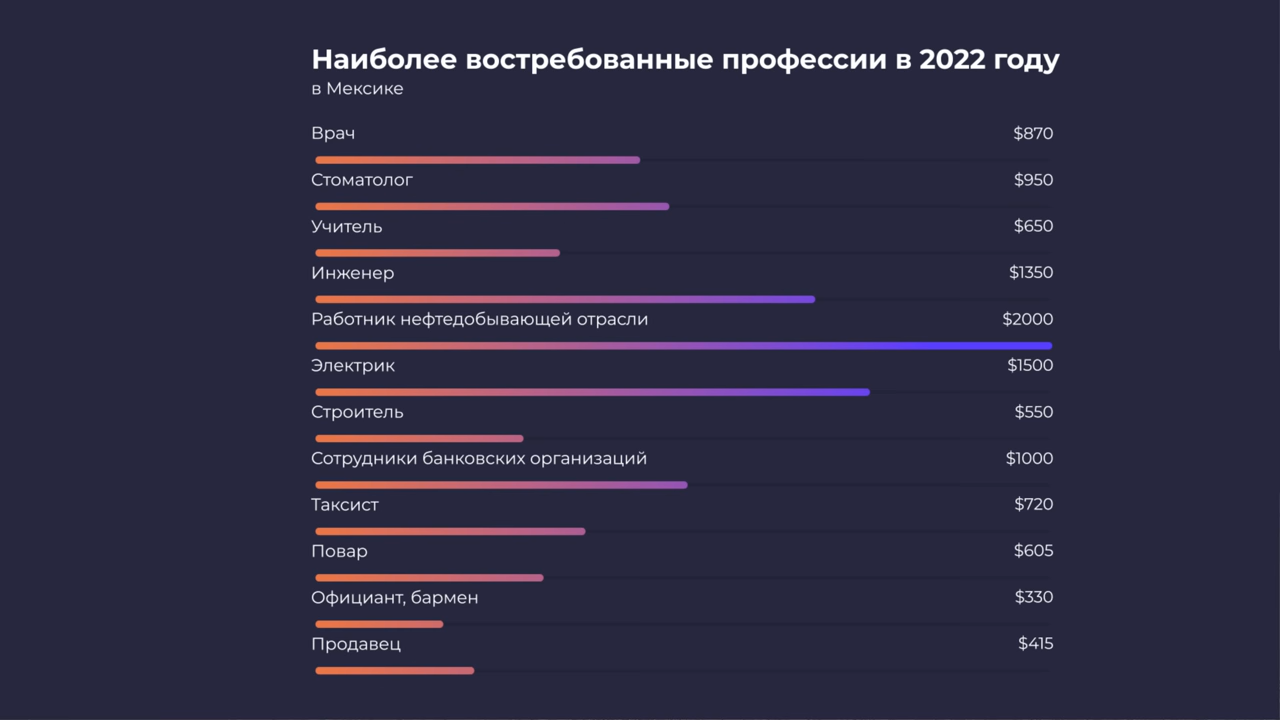 Наиболее востребованные профессии в 2022 году
в Мексике
Врач $870
Стоматолог $950
Учитель $650
Инженер $1350
Работник нефтедобывающей отрасли $2000
Электрик $1500
Строитель $550
Сотрудники банковских организаций $1000
Таксист $720
Повар $605
Официант, бармен $330
Продавец $415